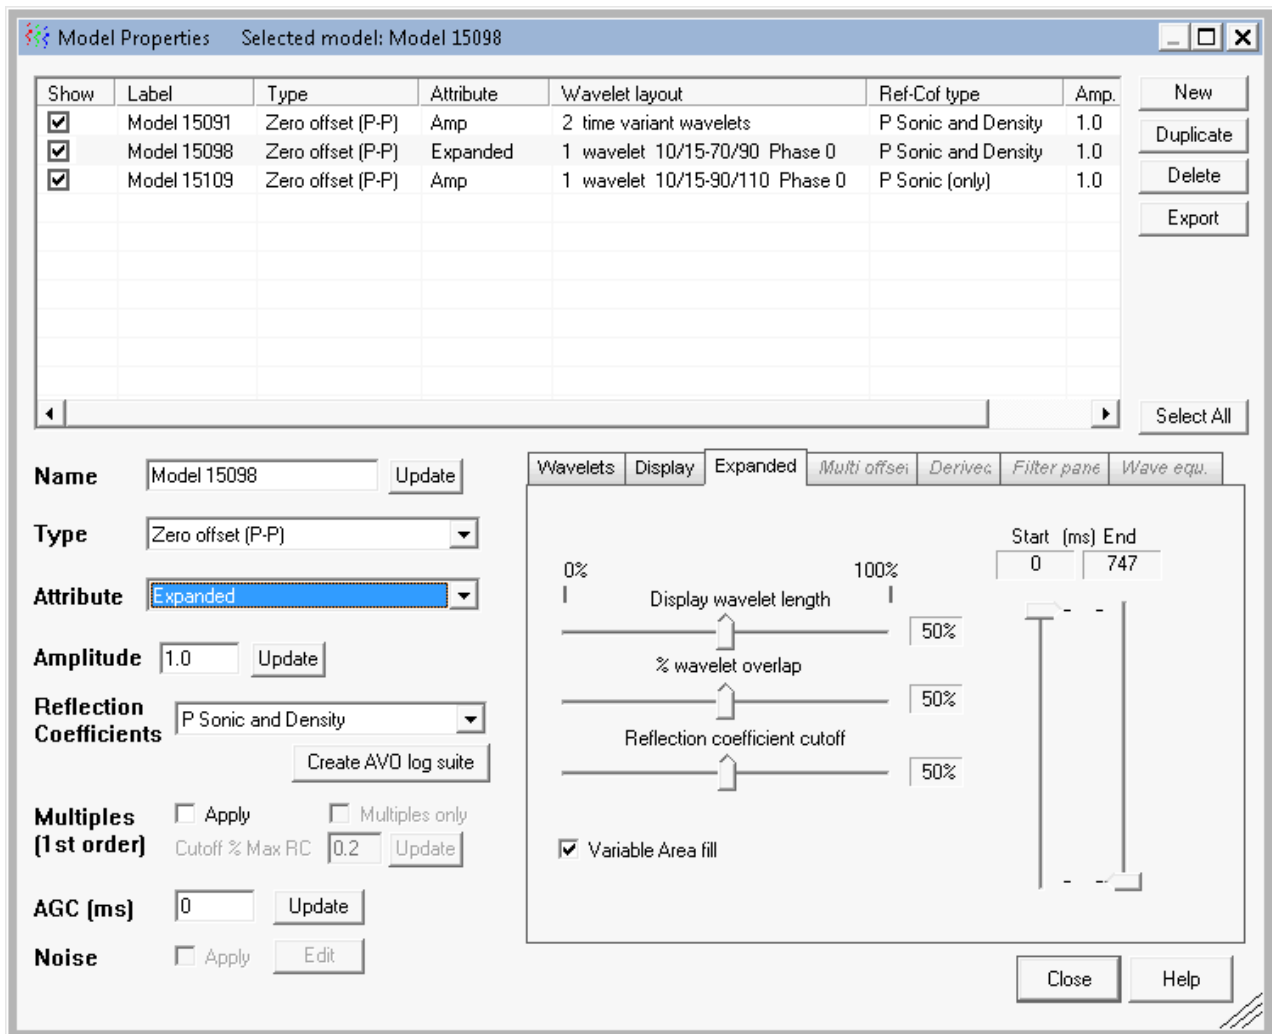 Model Properties Selected model: Model 15098
Show Label Type Attribute Wavelet layout Ref-Cof type Amp.
Model 15091 Zero offset (P-P) Amp 2 time variant wavelets P Sonic and Density 1.0
Model 15098 Zero offset (P-P) Expanded 1 wavelet 10/15-70/90 Phase 0 P Sonic and Density 1.0
Model 15109 Zero offset (P-P) Amp 1 wavelet 10/15-90/110 Phase 0 P Sonic (only) 1.0
New
Duplicate
Delete
Export
Select All
Name Model 15098 Update
Type Zero offset (P-P)
Attribute Expanded
Amplitude 1.0 Update
Reflection
Coefficients P Sonic and Density
Create AVO log suite
Multiples
(1st order) Apply Multiples only
Cutoff % Max RC 0.2 Update
AGC (ms) 0 Update
Noise Apply Edit
Wavelets Display Expanded Multi offset Derived Filter pane Wave equ.
Start (ms) End
0 747
0% 100%
Display wavelet length
50%
% wavelet overlap
50%
Reflection coefficient cutoff
50%
Variable Area fill
Close Help